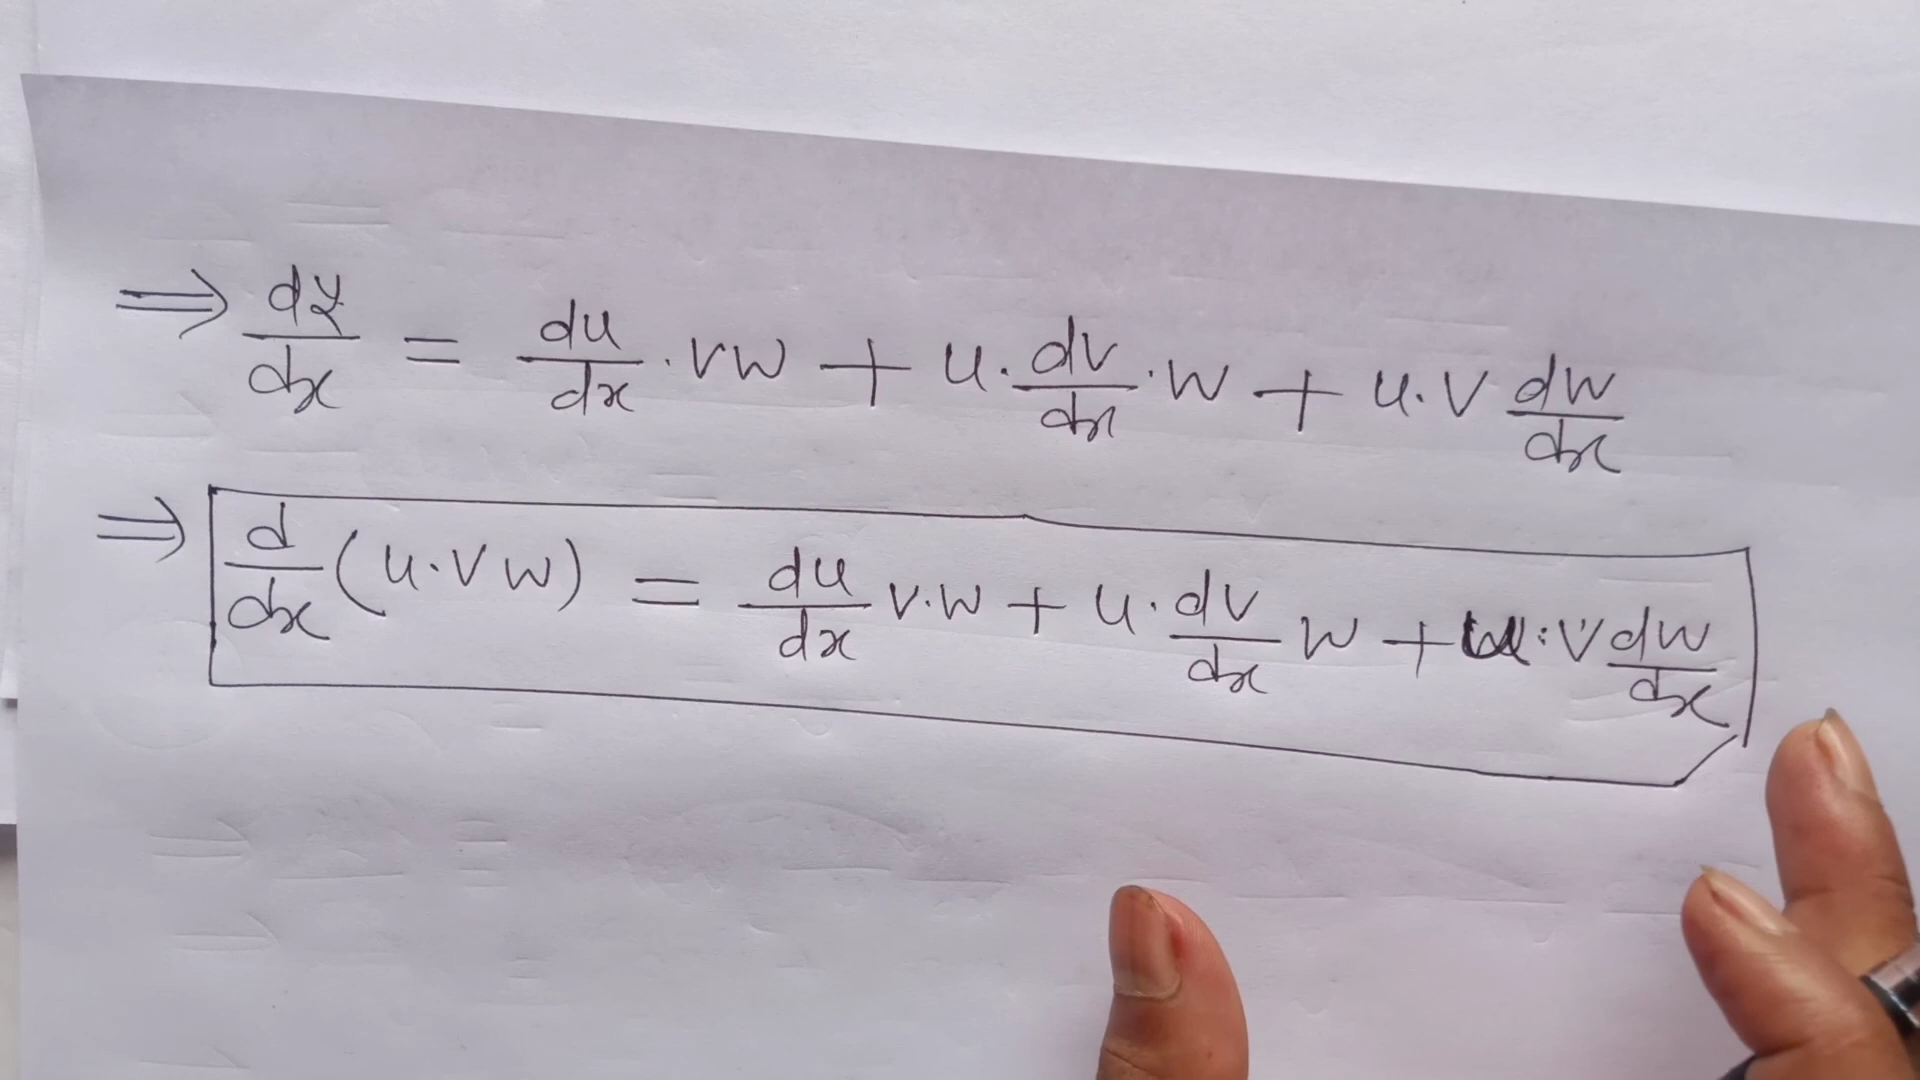 ⇒ dy/dx = du/dx · vw + u · dv/dx · w + u · v dw/dx
⇒ d/dx (u · v w) = du/dx v · w + u · dv/dx w + u · v dw/dx